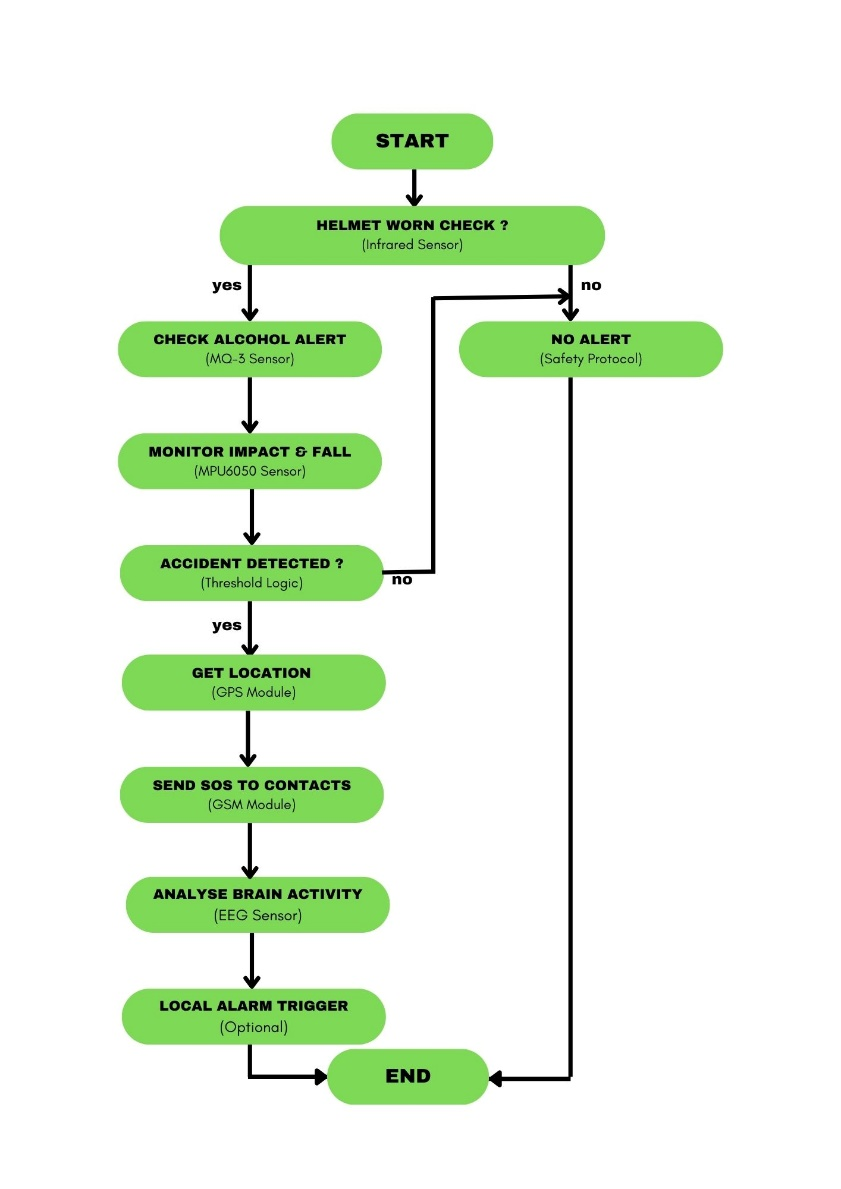 START
HELMET WORN CHECK ?
(Infrared Sensor)
yes
no
CHECK ALCOHOL ALERT
(MQ-3 Sensor)
NO ALERT
(Safety Protocol)
MONITOR IMPACT & FALL
(MPU6050 Sensor)
ACCIDENT DETECTED ?
(Threshold Logic)
no
yes
GET LOCATION
(GPS Module)
SEND SOS TO CONTACTS
(GSM Module)
ANALYSE BRAIN ACTIVITY
(EEG Sensor)
LOCAL ALARM TRIGGER
(Optional)
END